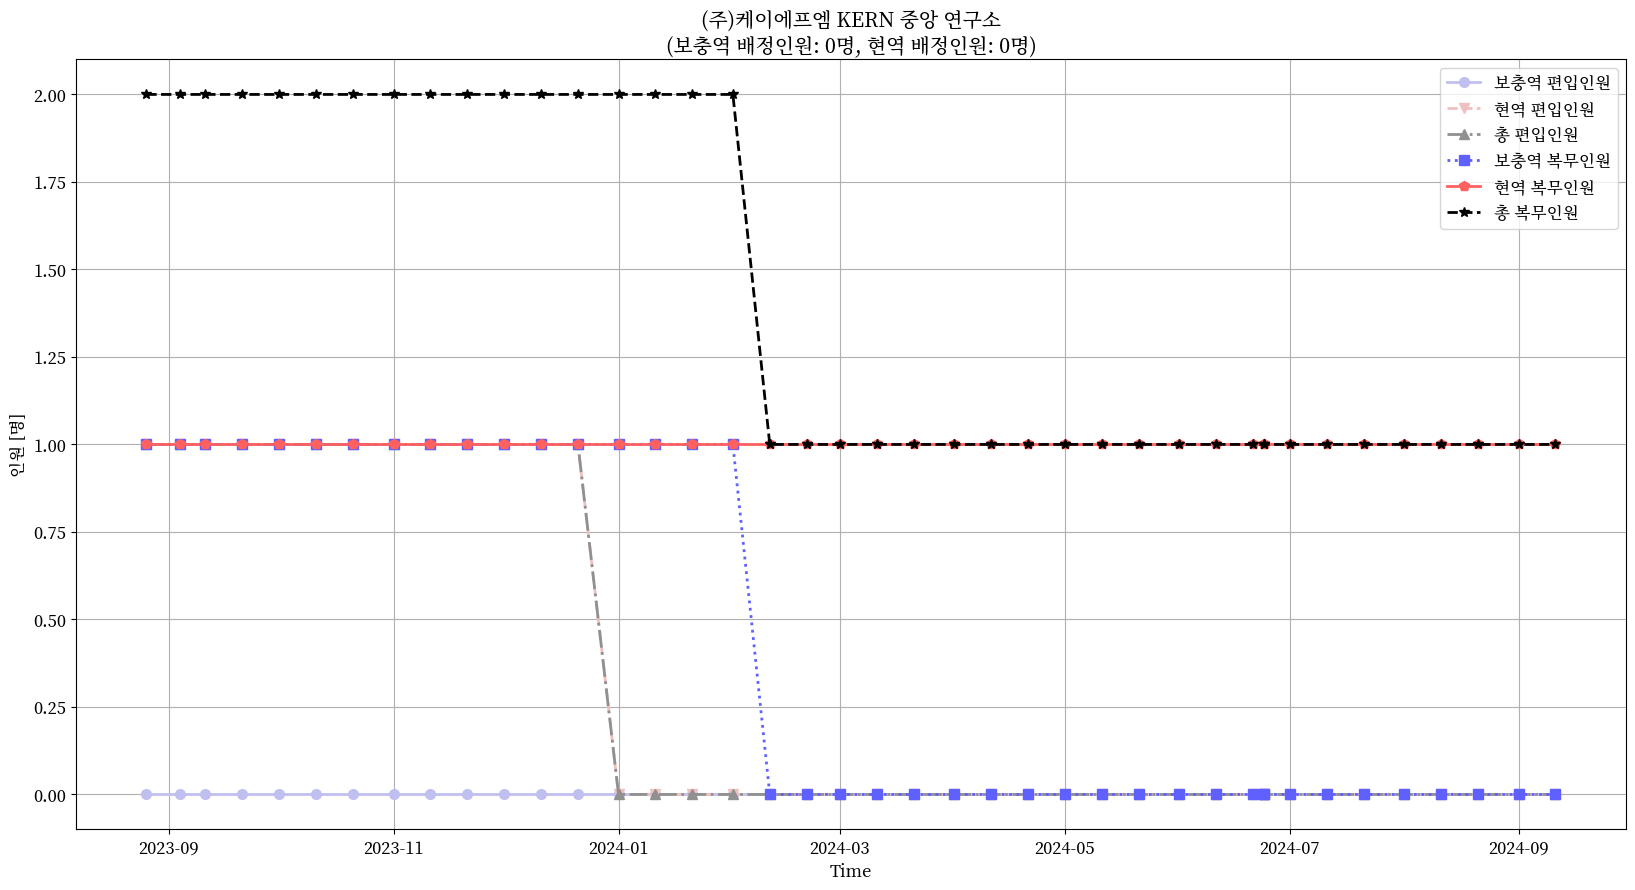 (주)케이에프엠 KERN 중앙 연구소
(보충역 배정인원: 0명, 현역 배정인원: 0명)
보충역 편입인원
현역 편입인원
총 편입인원
보충역 복무인원
현역 복무인원
총 복무인원
인원 [명]
2.00
1.75
1.50
1.25
1.00
0.75
0.50
0.25
0.00
2023-09 2023-11 2024-01 2024-03 2024-05 2024-07 2024-09
Time